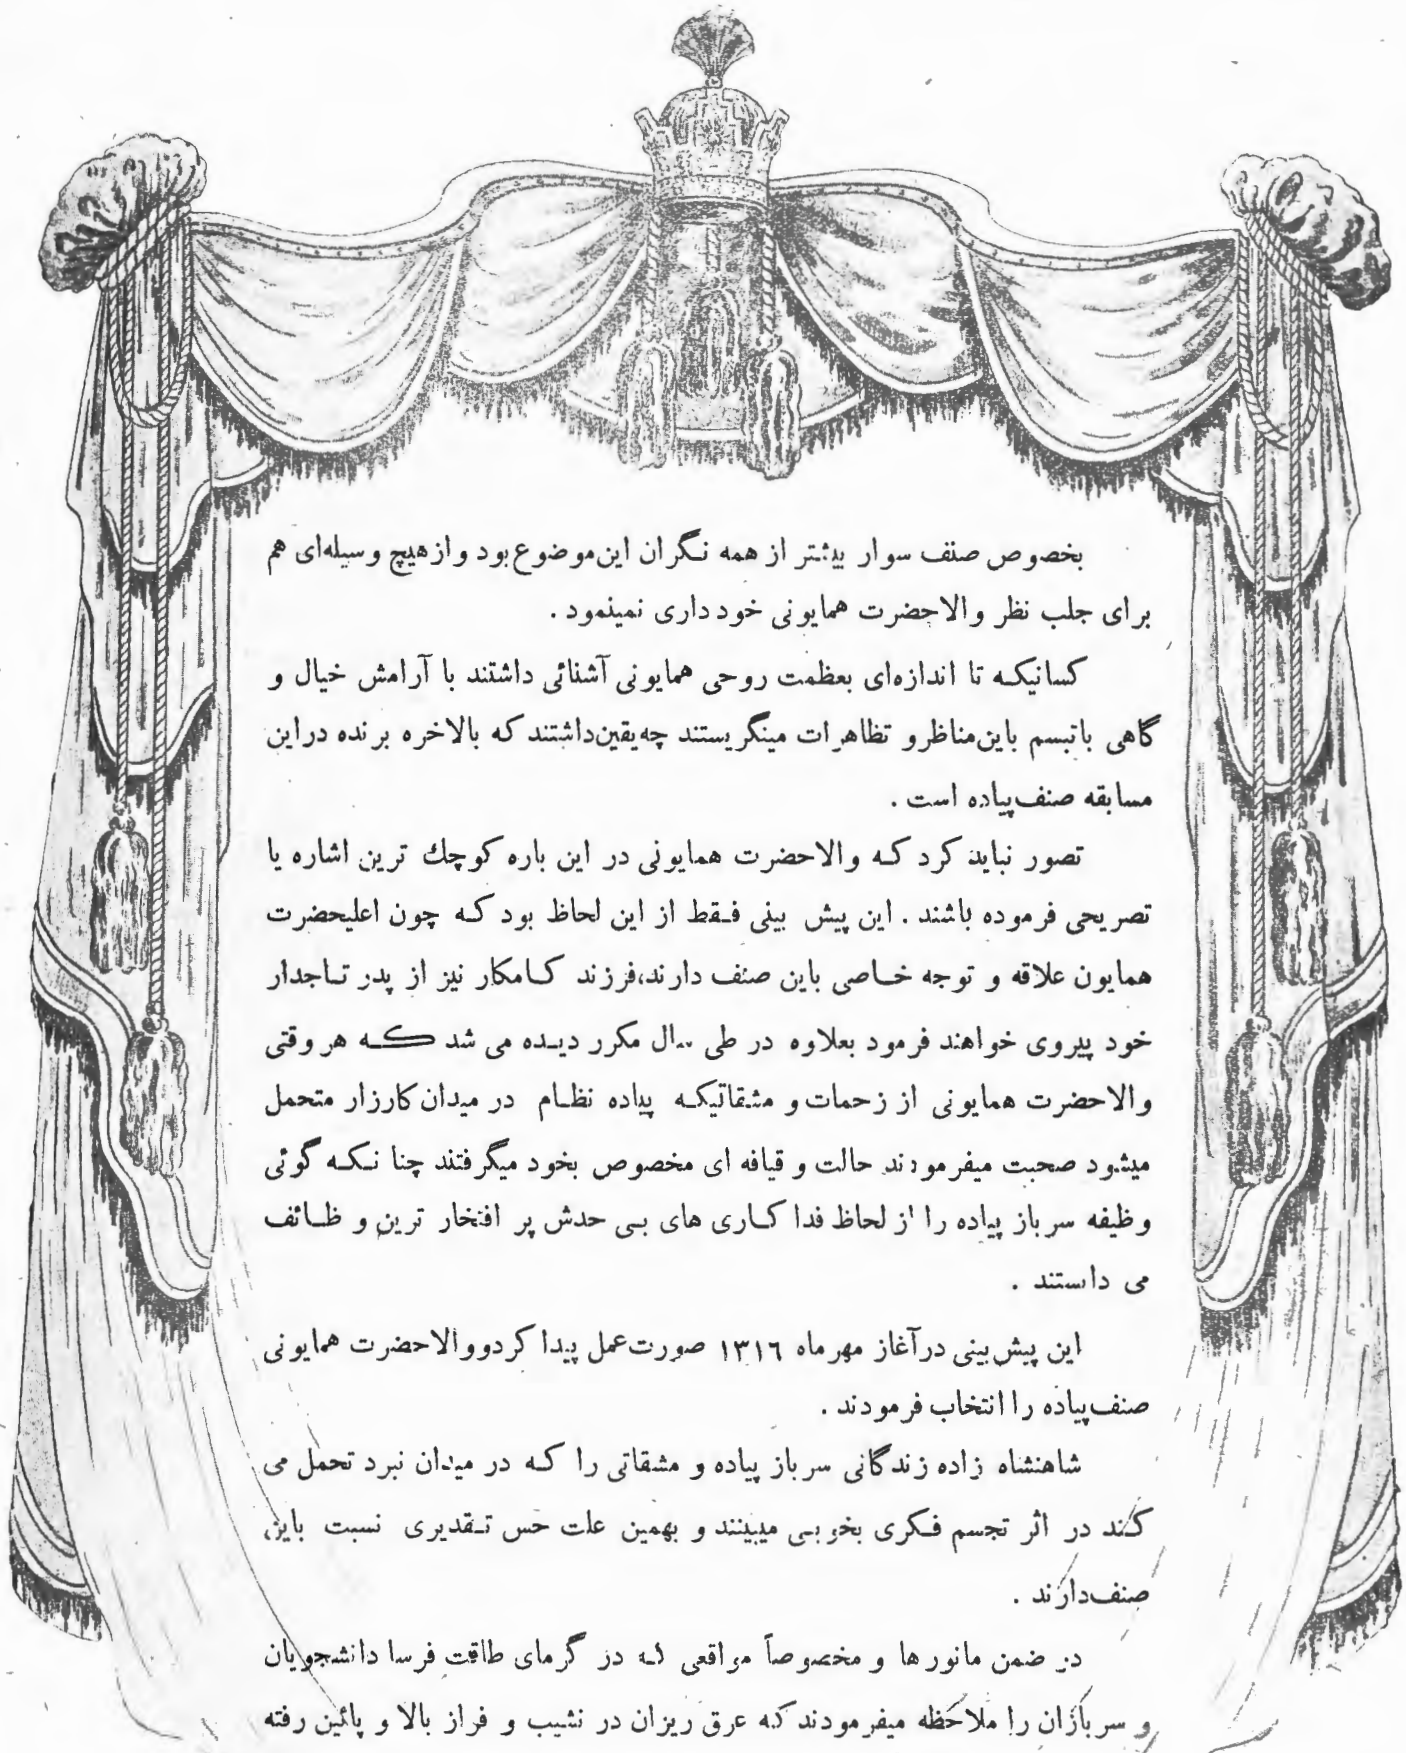 بخصوص صنف سوار بیشتر از همه نگران این موضوع بود و از هیچ وسیله‌ای هم
برای جلب نظر والاحضرت همایونی خودداری نمینمود .
کسانیکه تا اندازه‌ای بعظمت روحی همایونی آشنائی داشتند با آرامش خیال و
گاهی باتبسم باین مناظر و تظاهرات مینگریستند چه یقین داشتند که بالاخره برنده دراین
مسابقه صنف پیاده است .
تصور نباید کرد که والاحضرت همایونی در این باره کوچك ترین اشاره یا
تصریحی فرموده باشند . این پیش بینی فقط از این لحاظ بود که چون اعلیحضرت
همایون علاقه و توجه خاصی باین صنف دارند،فرزند کامکار نیز از پدر تاجدار
خود پیروی خواهند فرمود بعلاوه در طی سال مکرر دیده می شد که هر وقتی
والاحضرت همایونی از زحمات و مشقاتیکه پیاده نظام در میدان کارزار متحمل
میشود صحبت میفرمودند حالت و قیافه ای مخصوص بخود میگرفتند چنا نکه گوئی
وظیفه سرباز پیاده را از لحاظ فدا کاری های بی حدش پر افتخار ترین و ظائف
می دانستند .
این پیش بینی درآغاز مهرماه ۱۳۱٦ صورت عمل پیدا کرد و والاحضرت همایونی
صنف پیاده را انتخاب فرمودند .
شاهنشاه زاده زندگانی سرباز پیاده و مشقاتی را که در میدان نبرد تحمل می
کند در اثر تجسم فکری بخوبی میبینند و بهمین علت حس تقدیری نسبت باین
صنف دارند .
در ضمن مانورها و مخصوصاً مواقعی که در گرمای طاقت فرسا دانشجویان
و سربازان را ملاحظه میفرمودند که عرق ریزان در نشیب و فراز بالا و پائین رفته